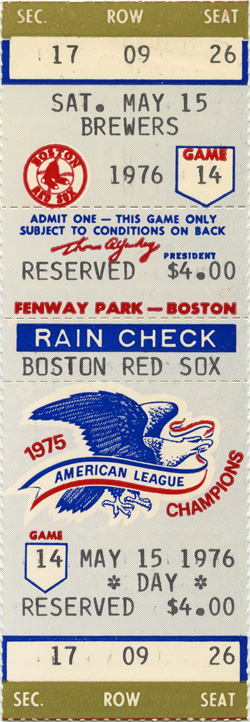 SEC. ROW SEAT
17 09 26
SAT. MAY 15
BREWERS
BOSTON
RED SOX
1976
GAME
14
ADMIT ONE — THIS GAME ONLY
SUBJECT TO CONDITIONS ON BACK
PRESIDENT
RESERVED $4.00
FENWAY PARK — BOSTON
RAIN CHECK
BOSTON RED SOX
1975
AMERICAN LEAGUE
CHAMPIONS
GAME
14
MAY 15 1976
* DAY *
RESERVED $4.00
17 09 26
SEC. ROW SEAT